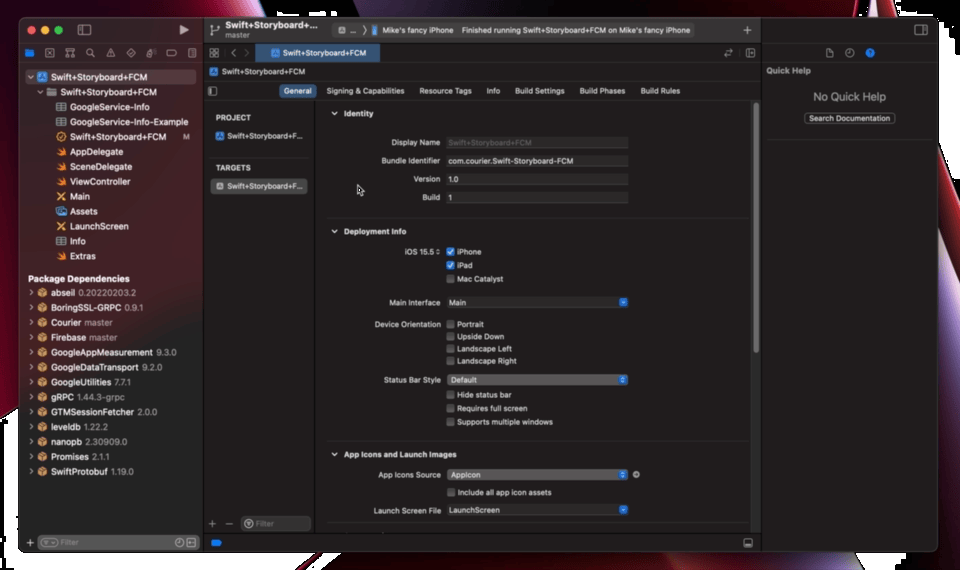 Swift+Storyboard+...
master
...
Mike's fancy iPhone
Finished running Swift+Storyboard+FCM on Mike's fancy iPhone
Swift+Storyboard+FCM
Swift+Storyboard+FCM
Swift+Storyboard+FCM
GoogleService-Info
GoogleService-Info-Example
Swift+Storyboard+FCM M
AppDelegate
SceneDelegate
ViewController
Main
Assets
LaunchScreen
Info
Extras
Package Dependencies
abseil 0.20220203.2
BoringSSL-GRPC 0.9.1
Courier master
Firebase master
GoogleAppMeasurement 9.3.0
GoogleDataTransport 9.2.0
GoogleUtilities 7.7.1
gRPC 1.44.3-grpc
GTMSessionFetcher 2.0.0
leveldb 1.22.2
nanopb 2.30909.0
Promises 2.1.1
SwiftProtobuf 1.19.0
Filter
Swift+Storyboard+FCM
General Signing & Capabilities Resource Tags Info Build Settings Build Phases Build Rules
PROJECT
Swift+Storyboard+F...
TARGETS
Swift+Storyboard+F...
Filter
Identity
Display Name Swift+Storyboard+FCM
Bundle Identifier com.courier.Swift-Storyboard-FCM
Version 1.0
Build 1
Deployment Info
iOS 15.5 iPhone
iPad
Mac Catalyst
Main Interface Main
Device Orientation Portrait
Upside Down
Landscape Left
Landscape Right
Status Bar Style Default
Hide status bar
Requires full screen
Supports multiple windows
App Icons and Launch Images
App Icons Source AppIcon
Include all app icon assets
Launch Screen File LaunchScreen
Quick Help
No Quick Help
Search Documentation